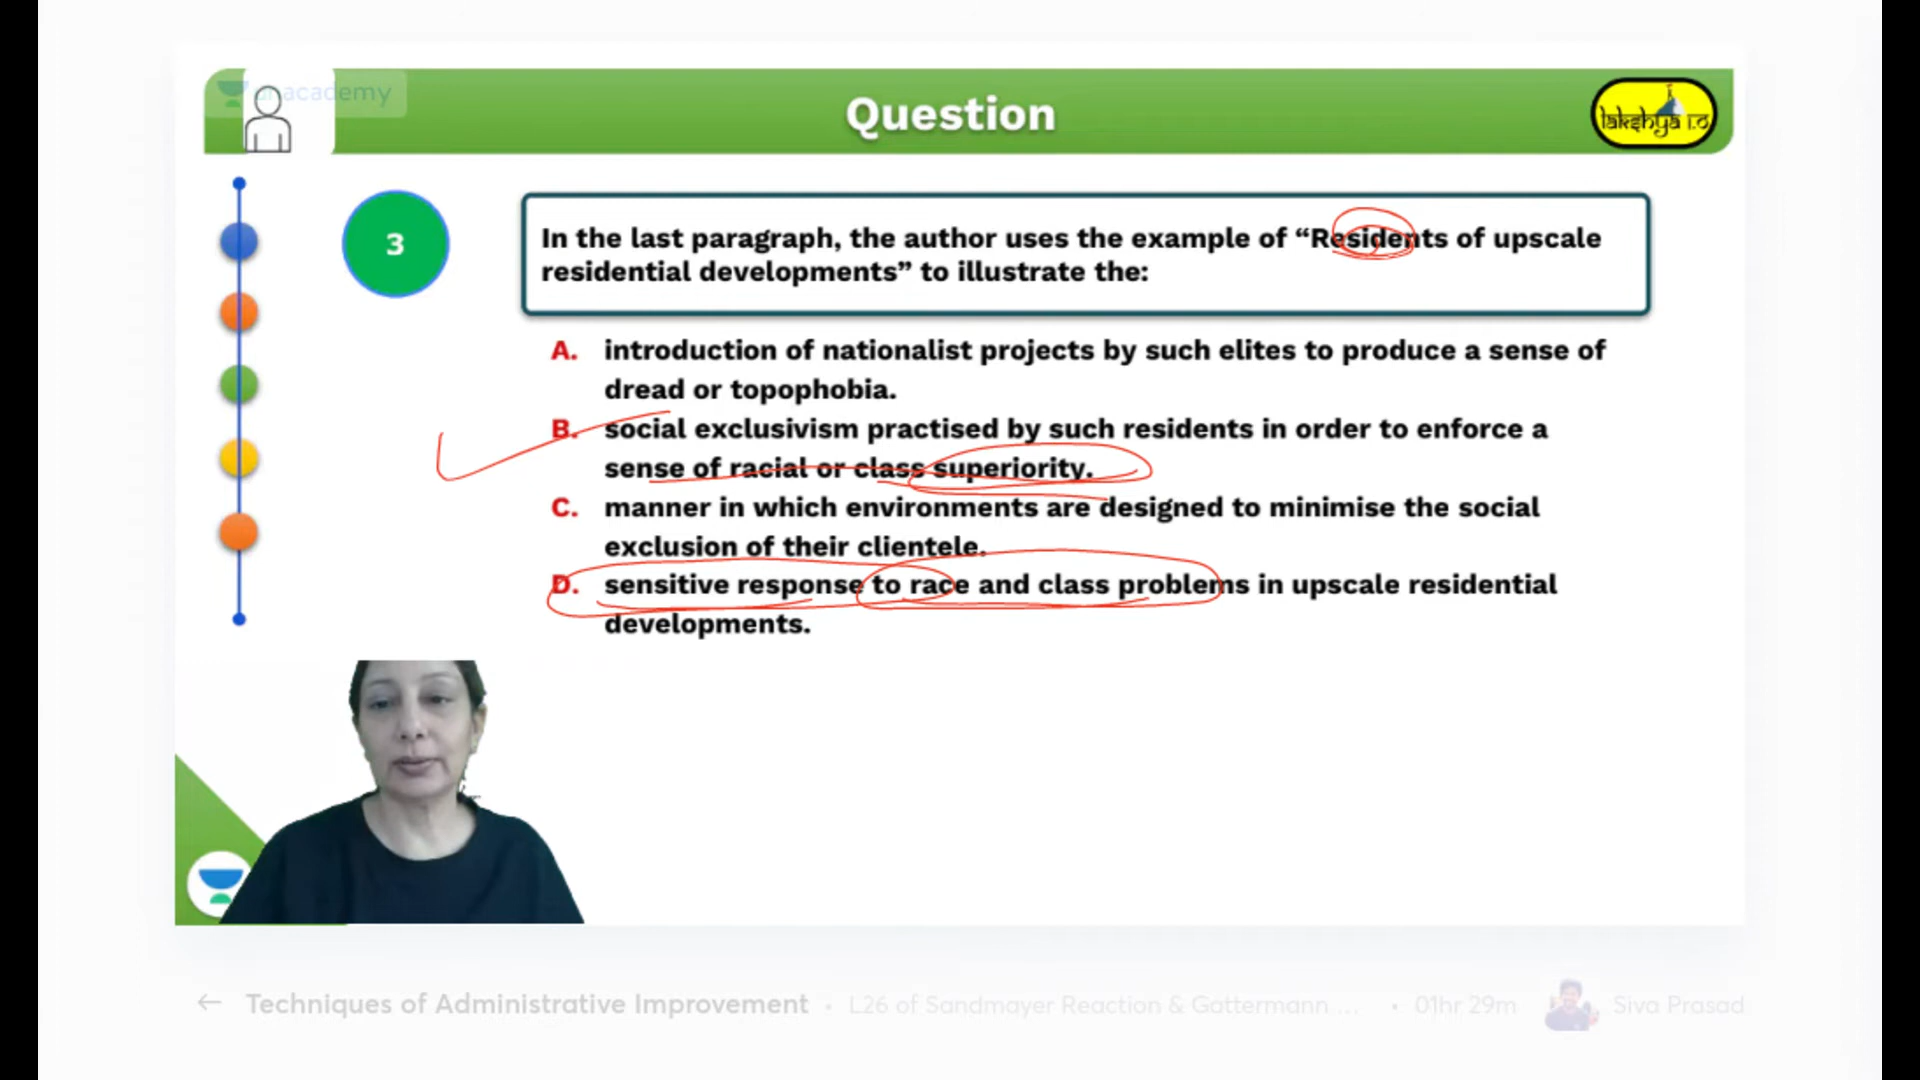 unacademy
Question
lakshya 1.0
3
In the last paragraph, the author uses the example of “Residents of upscale
residential developments” to illustrate the:
A. introduction of nationalist projects by such elites to produce a sense of
dread or topophobia.
B. social exclusivism practised by such residents in order to enforce a
sense of racial or class superiority.
C. manner in which environments are designed to minimise the social
exclusion of their clientele.
D. sensitive response to race and class problems in upscale residential
developments.
← Techniques of Administrative Improvement • L26 of Sandmayer Reaction & Gattermann ... • 01hr 29m Siva Prasad